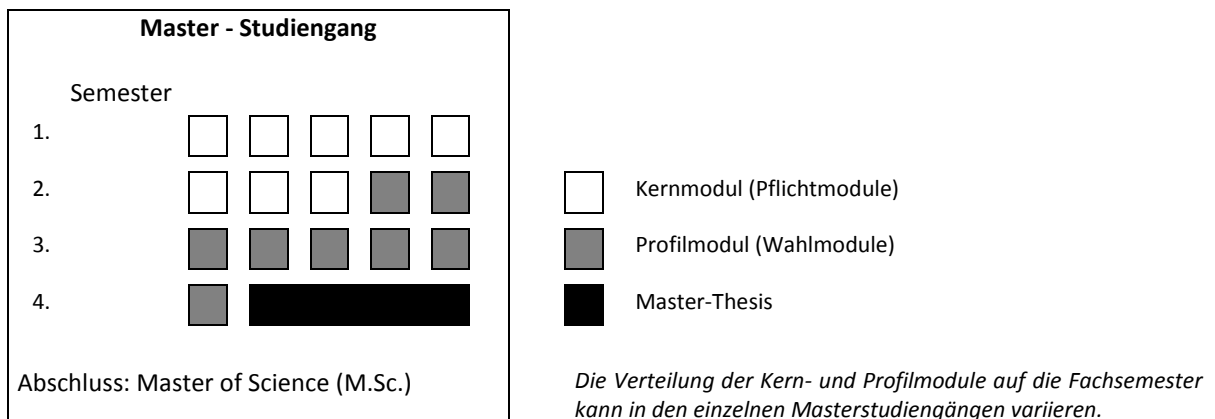 Master - Studiengang
Semester
1.
2.
Kernmodul (Pflichtmodule)
3.
Profilmodul (Wahlmodule)
4.
Master-Thesis
Abschluss: Master of Science (M.Sc.)
Die Verteilung der Kern- und Profilmodule auf die Fachsemester
kann in den einzelnen Masterstudiengängen variieren.